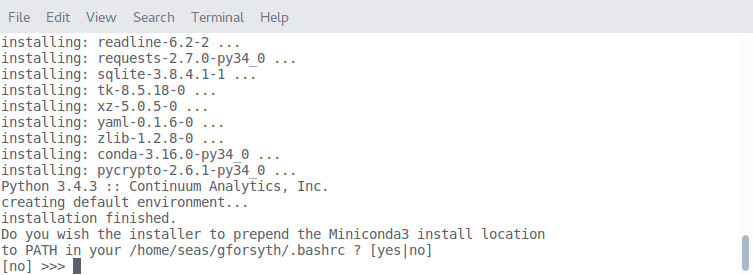 File Edit View Search Terminal Help
installing: readline-6.2-2 ...
installing: requests-2.7.0-py34_0 ...
installing: sqlite-3.8.4.1-1 ...
installing: tk-8.5.18-0 ...
installing: xz-5.0.5-0 ...
installing: yaml-0.1.6-0 ...
installing: zlib-1.2.8-0 ...
installing: conda-3.16.0-py34_0 ...
installing: pycrypto-2.6.1-py34_0 ...
Python 3.4.3 :: Continuum Analytics, Inc.
creating default environment...
installation finished.
Do you wish the installer to prepend the Miniconda3 install location
to PATH in your /home/seas/gforsyth/.bashrc ? [yes|no]
[no] >>>